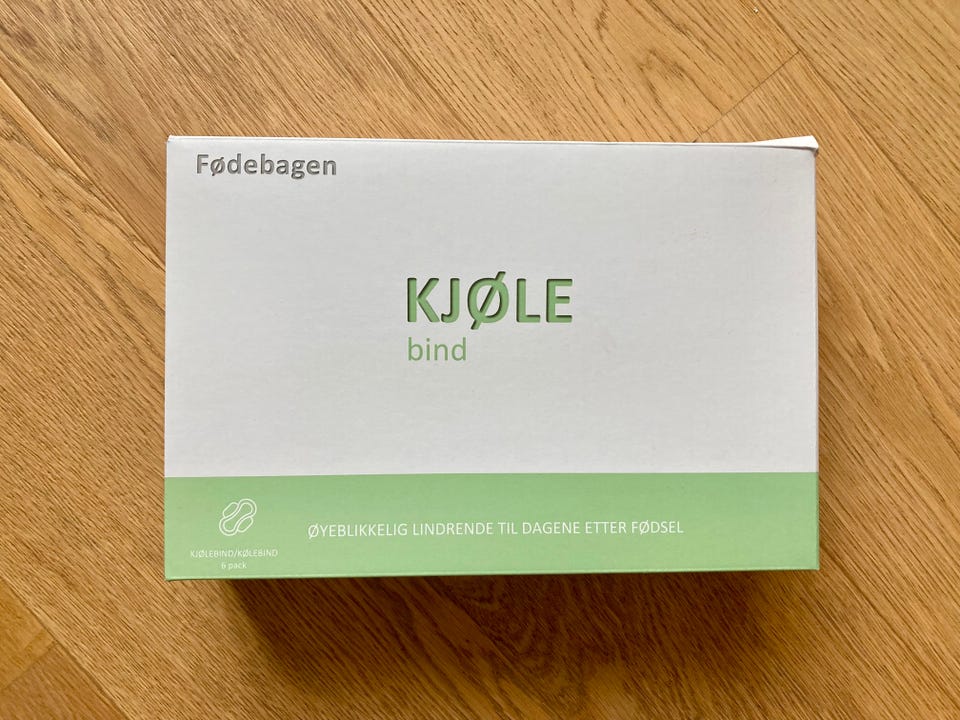 Fødebagen
KJØLE
bind
ØYEBLIKKELIG LINDRENDE TIL DAGENE ETTER FØDSEL
KJØLEBIND/KØLEBIND
6 pack